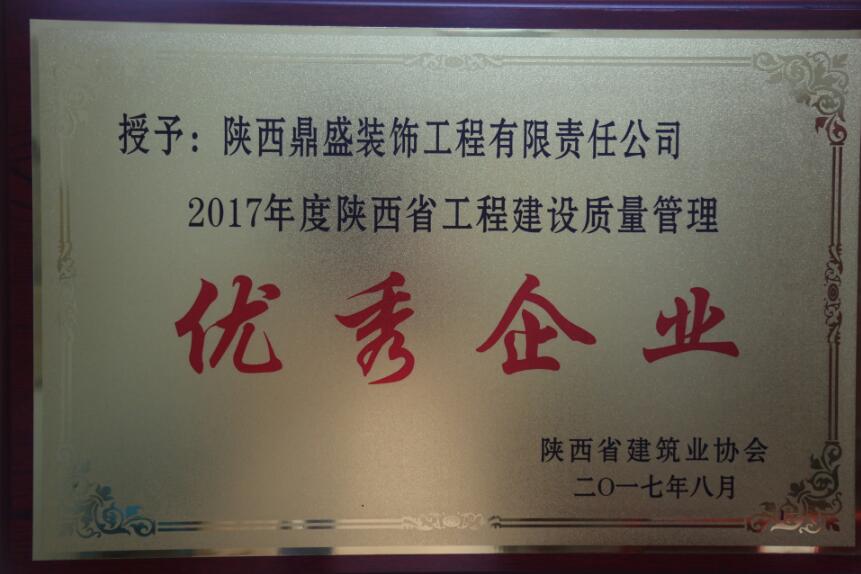 授予：陕西鼎盛装饰工程有限责任公司
2017年度陕西省工程建设质量管理
优秀企业
陕西省建筑业协会
二〇一七年八月